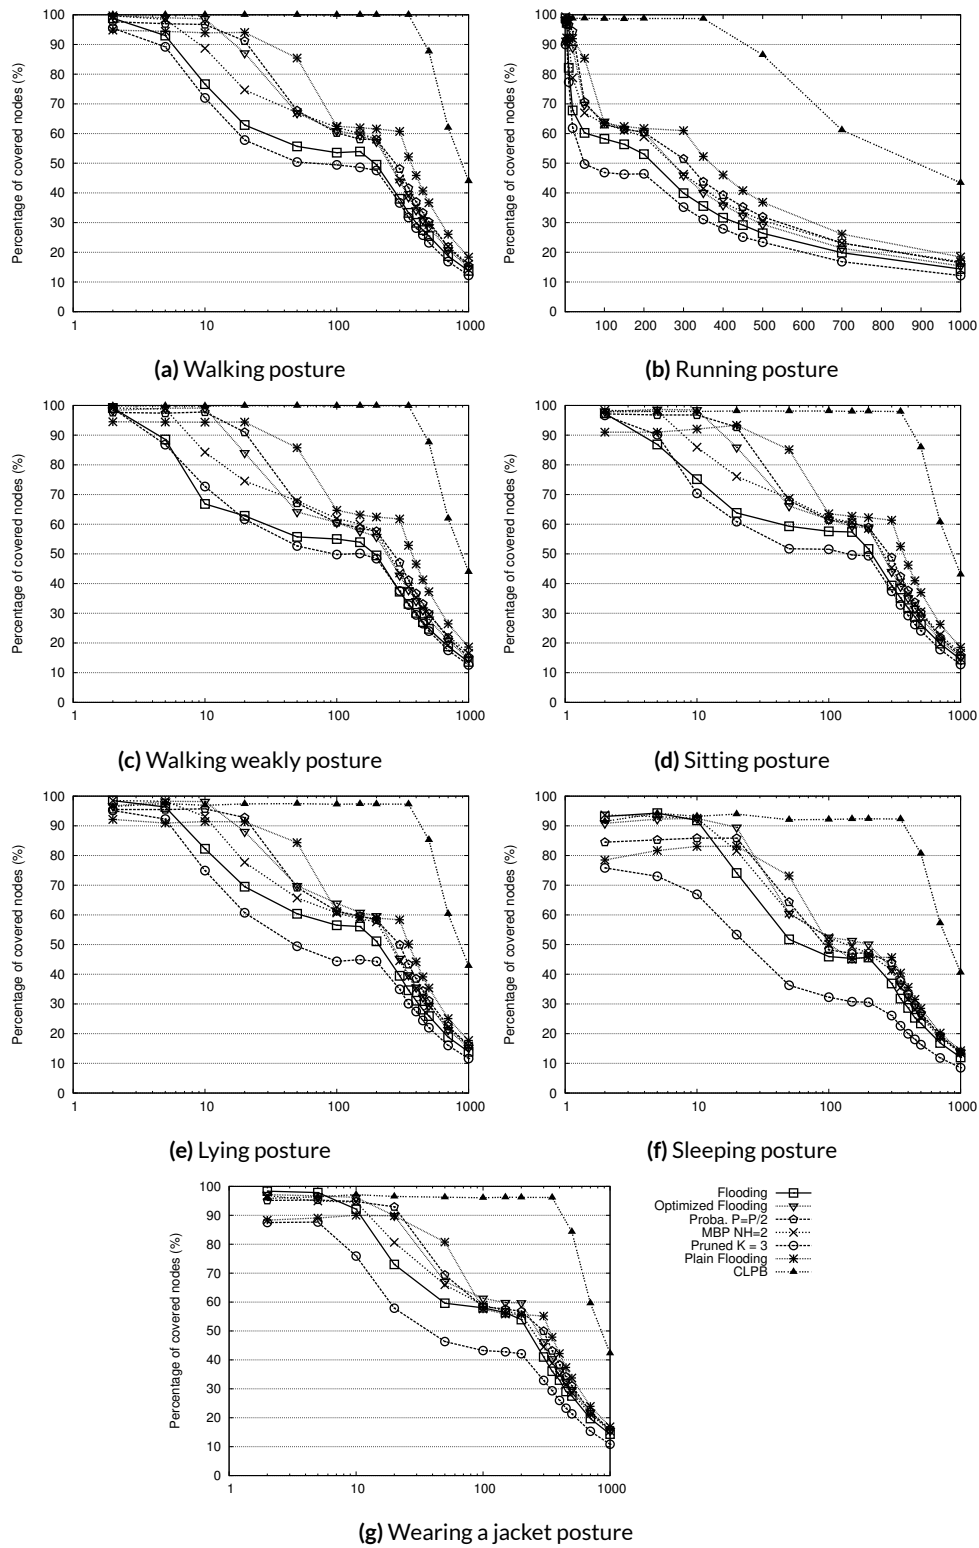 Percentage of covered nodes (%)
100
90
80
70
60
50
40
30
20
10
0
1 10 100 1000
(a) Walking posture
Percentage of covered nodes (%)
100
90
80
70
60
50
40
30
20
10
0
100 200 300 400 500 600 700 800 900 1000
(b) Running posture
Percentage of covered nodes (%)
100
90
80
70
60
50
40
30
20
10
0
1 10 100 1000
(c) Walking weakly posture
Percentage of covered nodes (%)
100
90
80
70
60
50
40
30
20
10
0
1 10 100 1000
(d) Sitting posture
Percentage of covered nodes (%)
100
90
80
70
60
50
40
30
20
10
0
1 10 100 1000
(e) Lying posture
Percentage of covered nodes (%)
100
90
80
70
60
50
40
30
20
10
0
1 10 100 1000
(f) Sleeping posture
Percentage of covered nodes (%)
100
90
80
70
60
50
40
30
20
10
0
1 10 100 1000
Flooding
Optimized Flooding
Proba. P=P/2
MBP NH=2
Pruned K = 3
Plain Flooding
CLPB
(g) Wearing a jacket posture